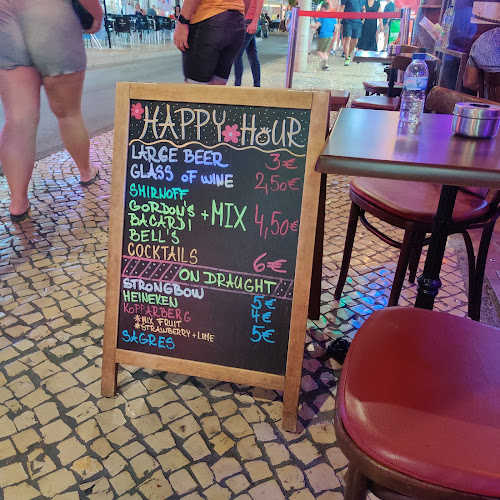 HAPPY HOUR
LARGE BEER 3€
GLASS OF WINE 2,50€
SMIRNOFF
GORDON'S + MIX 4,50€
BACARJI
BELL'S
COCKTAILS 6€
ON DRAUGHT
STRONGBOW 5€
HEINEKEN 4€
KOPPARBERG 5€
*MIX FRUIT
*STRAWBERRY + LIME
SAGRES